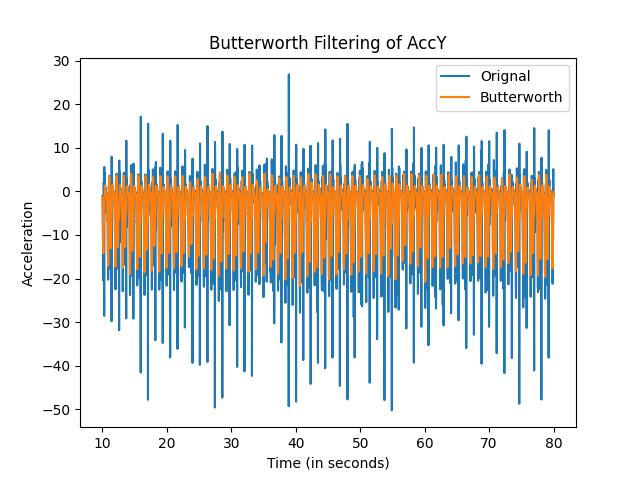 Butterworth Filtering of AccY
Orignal
Butterworth
30
20
10
0
−10
−20
−30
−40
−50
Acceleration
10 20 30 40 50 60 70 80
Time (in seconds)